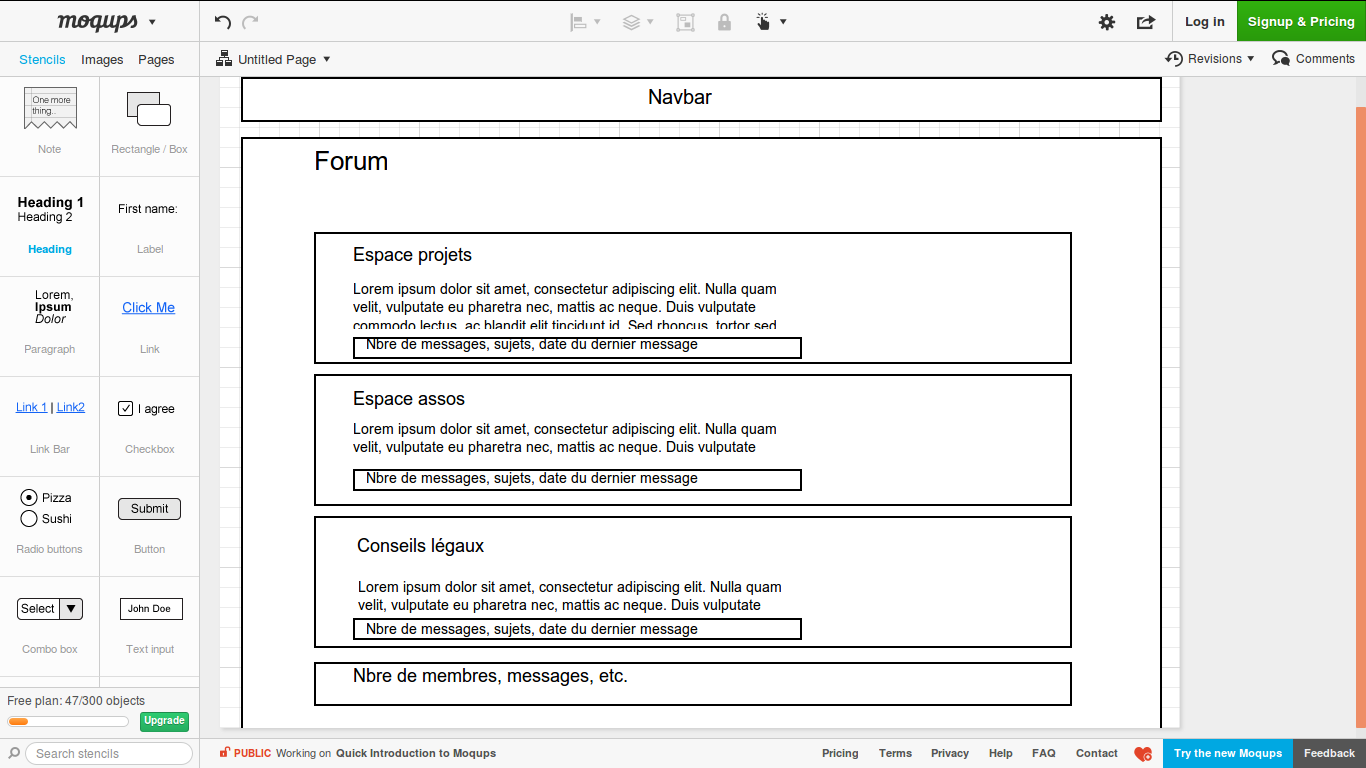 moqups
Log in
Signup & Pricing
Stencils
Images
Pages
Untitled Page
Revisions
Comments
One more
thing..
Note
Rectangle / Box
Heading 1
Heading 2
Heading
First name:
Label
Lorem,
Ipsum
Dolor
Paragraph
Click Me
Link
Link 1 | Link2
Link Bar
I agree
Checkbox
Pizza
Sushi
Radio buttons
Submit
Button
Select
Combo box
John Doe
Text input
Free plan: 47/300 objects
Upgrade
Search stencils
Navbar
Forum
Espace projets
Lorem ipsum dolor sit amet, consectetur adipiscing elit. Nulla quam
velit, vulputate eu pharetra nec, mattis ac neque. Duis vulputate
commodo lectus, ac blandit elit tincidunt id. Sed rhoncus, tortor sed
Nbre de messages, sujets, date du dernier message
Espace assos
Lorem ipsum dolor sit amet, consectetur adipiscing elit. Nulla quam
velit, vulputate eu pharetra nec, mattis ac neque. Duis vulputate
Nbre de messages, sujets, date du dernier message
Conseils légaux
Lorem ipsum dolor sit amet, consectetur adipiscing elit. Nulla quam
velit, vulputate eu pharetra nec, mattis ac neque. Duis vulputate
Nbre de messages, sujets, date du dernier message
Nbre de membres, messages, etc.
PUBLIC Working on Quick Introduction to Moqups
Pricing
Terms
Privacy
Help
FAQ
Contact
Try the new Moqups
Feedback